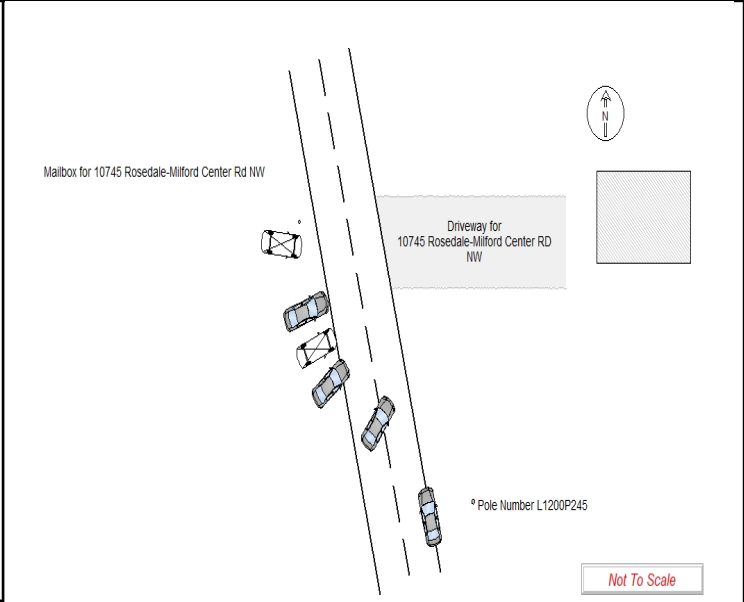 N
Mailbox for 10745 Rosedale-Milford Center Rd NW
Driveway for
10745 Rosedale-Milford Center RD
NW
Pole Number L1200P245
Not To Scale